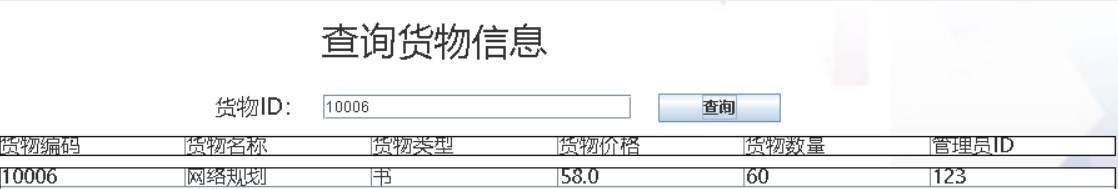 查询货物信息
货物ID： 10006 查询
货物编码 货物名称 货物类型 货物价格 货物数量 管理员ID
10006 网络规划 书 58.0 60 123